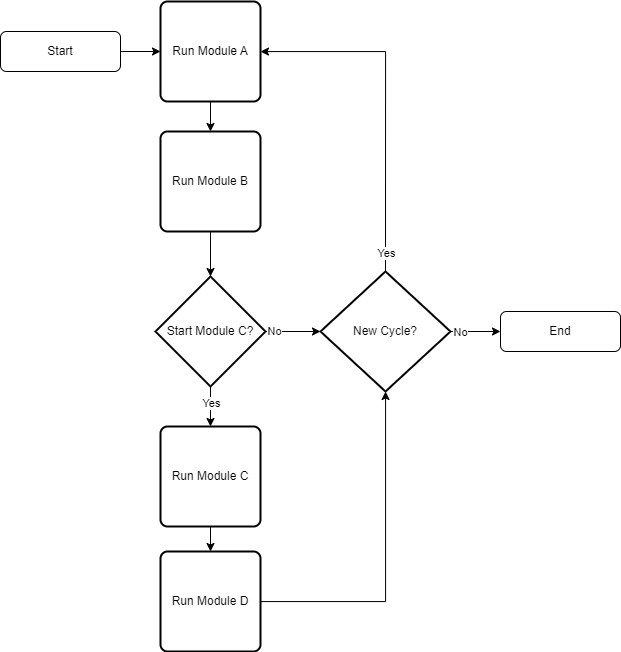 Start
Run Module A
Run Module B
Yes
Start Module C?
No
New Cycle?
No
End
Yes
Run Module C
Run Module D